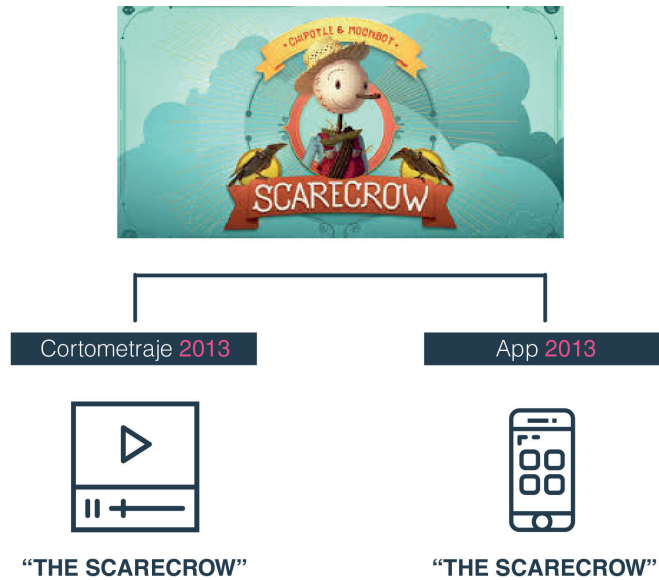 CHIPOTLE & MOONBOT
SCARECROW
Cortometraje 2013
App 2013
“THE SCARECROW”
“THE SCARECROW”